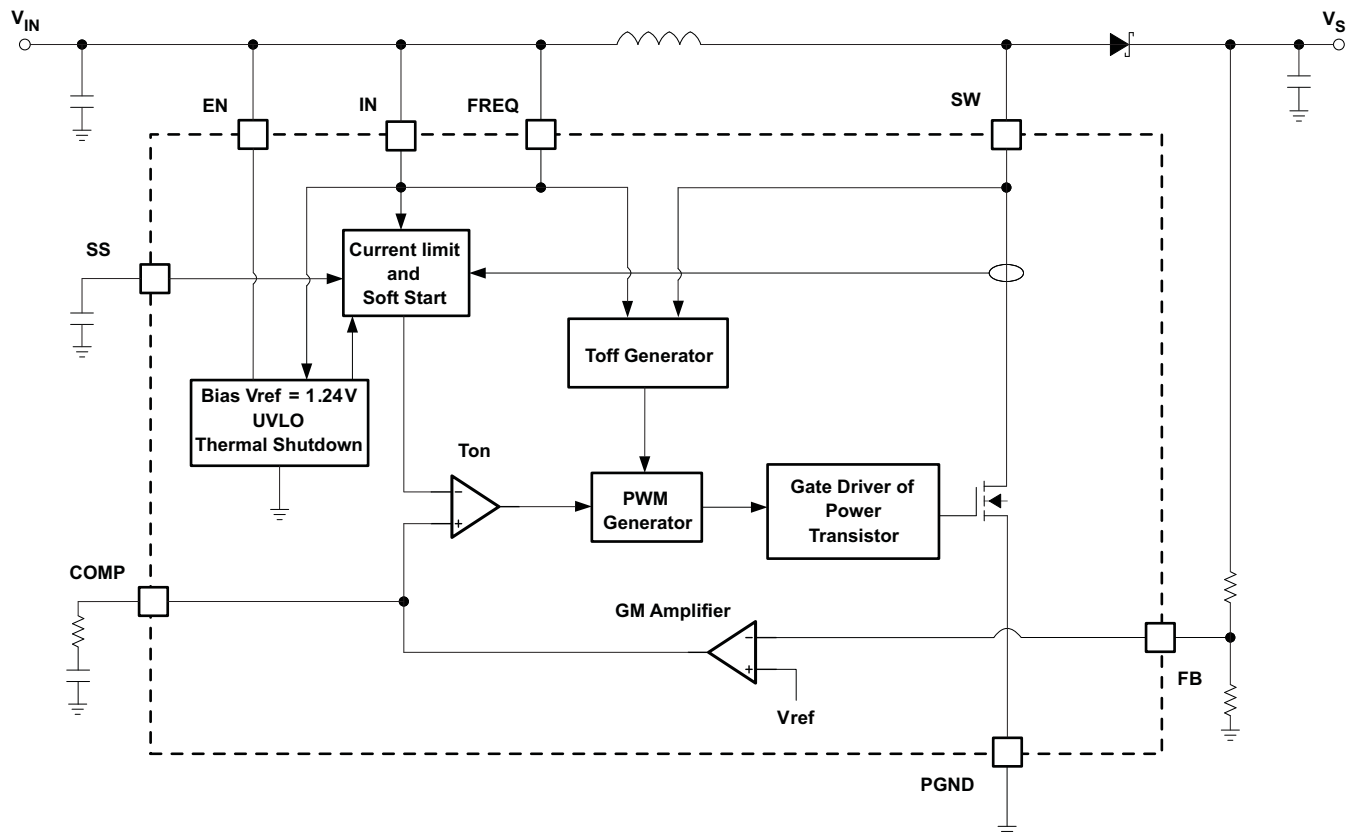 VIN
VS
EN
IN
FREQ
SW
SS
Current limit
and
Soft Start
Toff Generator
Bias Vref = 1.24V
UVLO
Thermal Shutdown
Ton
−
+
PWM
Generator
Gate Driver of
Power
Transistor
COMP
GM Amplifier
−
+
Vref
FB
PGND